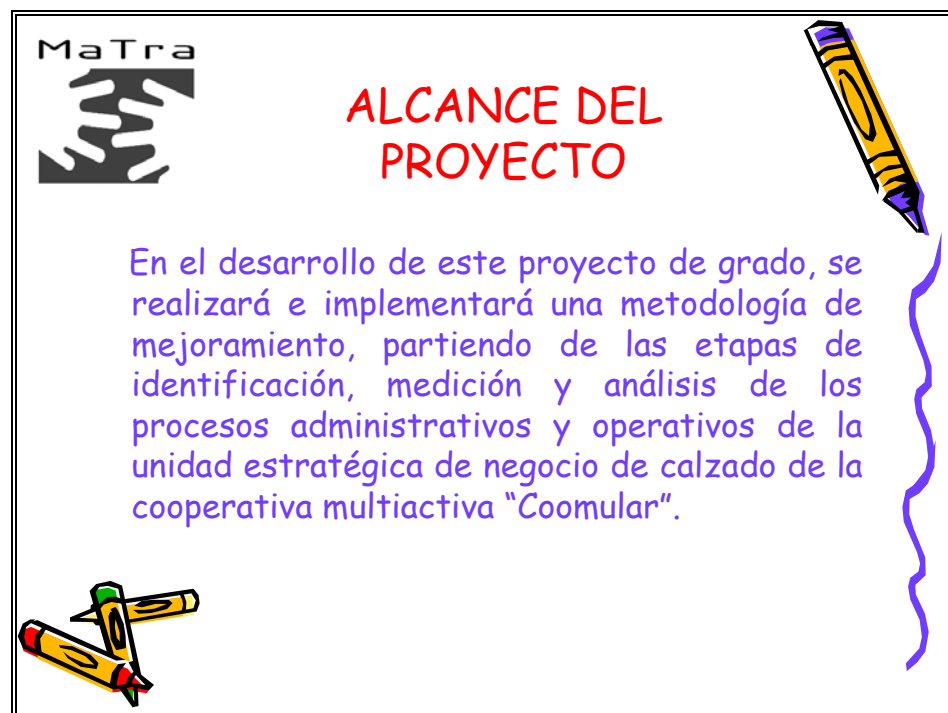 MaTra
ALCANCE DEL
PROYECTO
En el desarrollo de este proyecto de grado, se
realizará e implementará una metodología de
mejoramiento, partiendo de las etapas de
identificación, medición y análisis de los
procesos administrativos y operativos de la
unidad estratégica de negocio de calzado de la
cooperativa multiactiva “Coomular”.